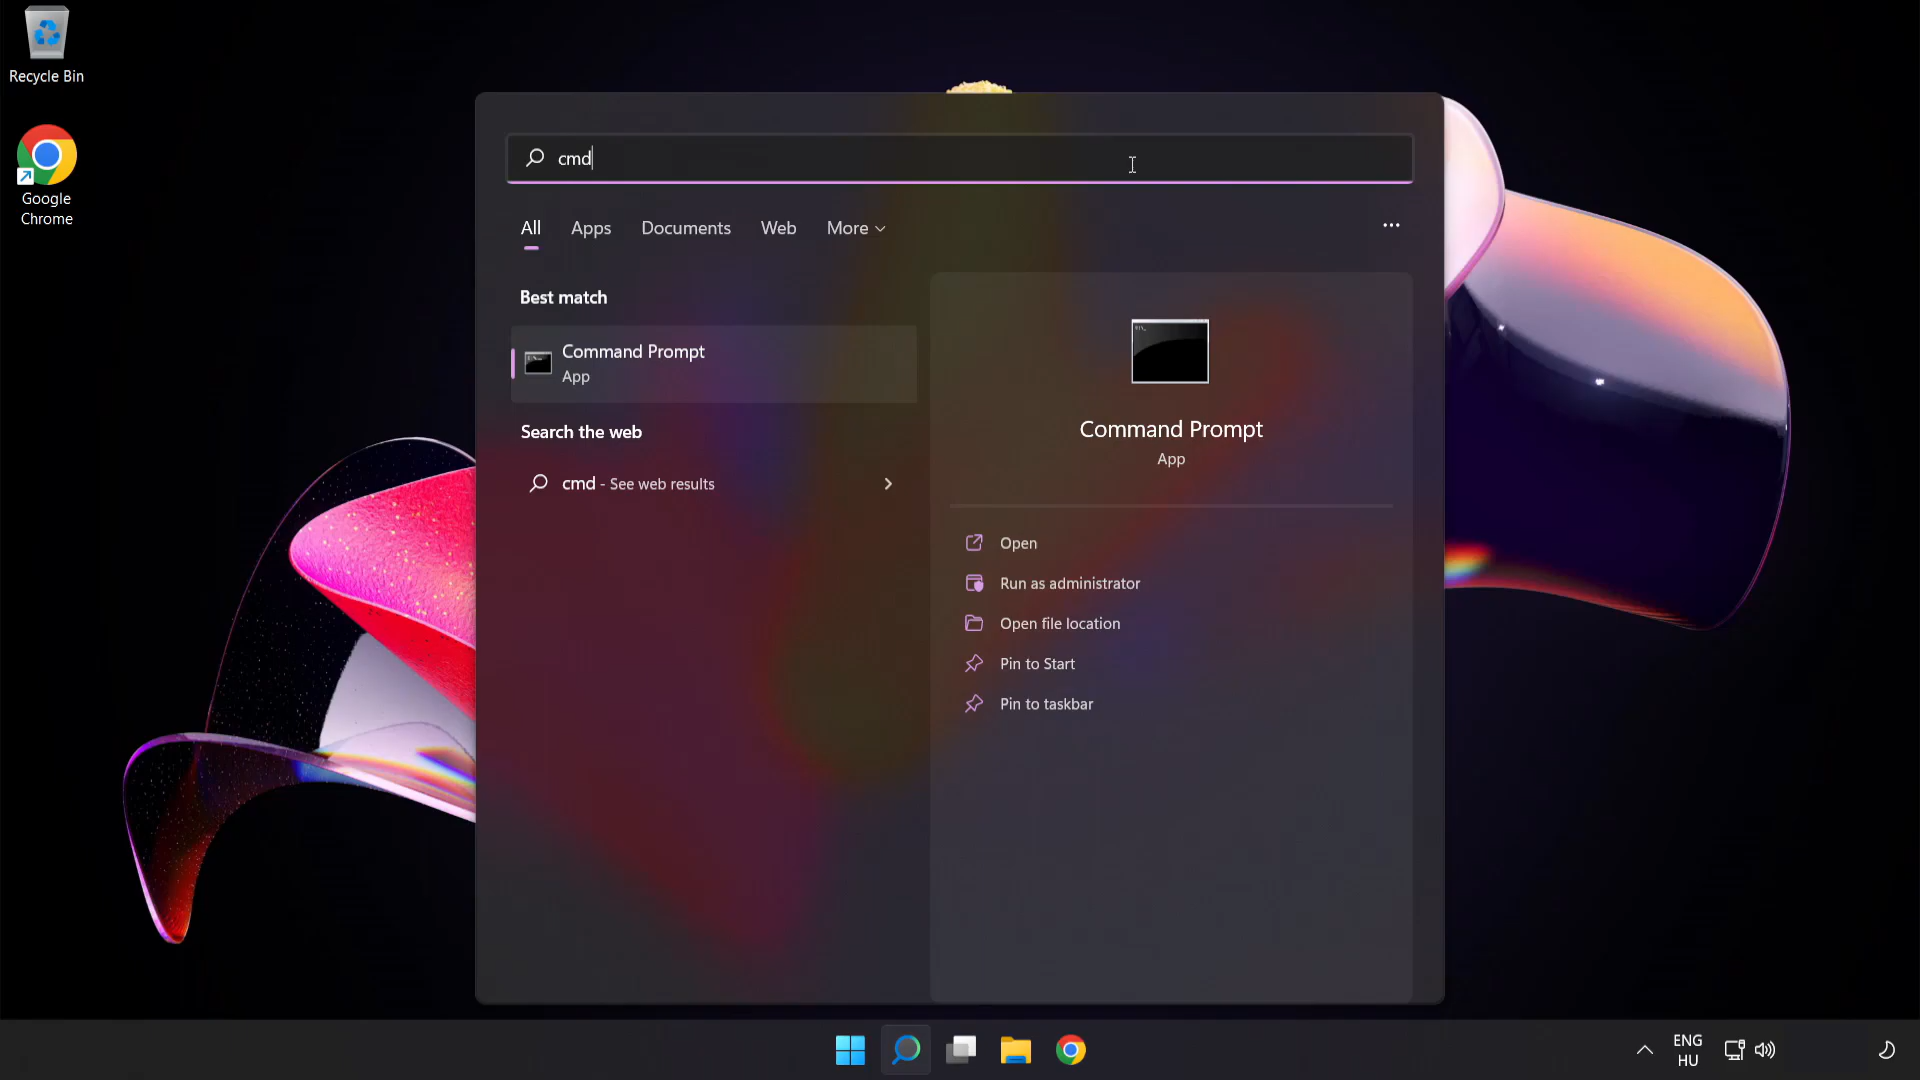 Recycle Bin
Google
Chrome
cmd
All Apps Documents Web More
Best match
Command Prompt
App
Search the web
cmd - See web results
Command Prompt
App
Open
Run as administrator
Open file location
Pin to Start
Pin to taskbar
ENG
HU